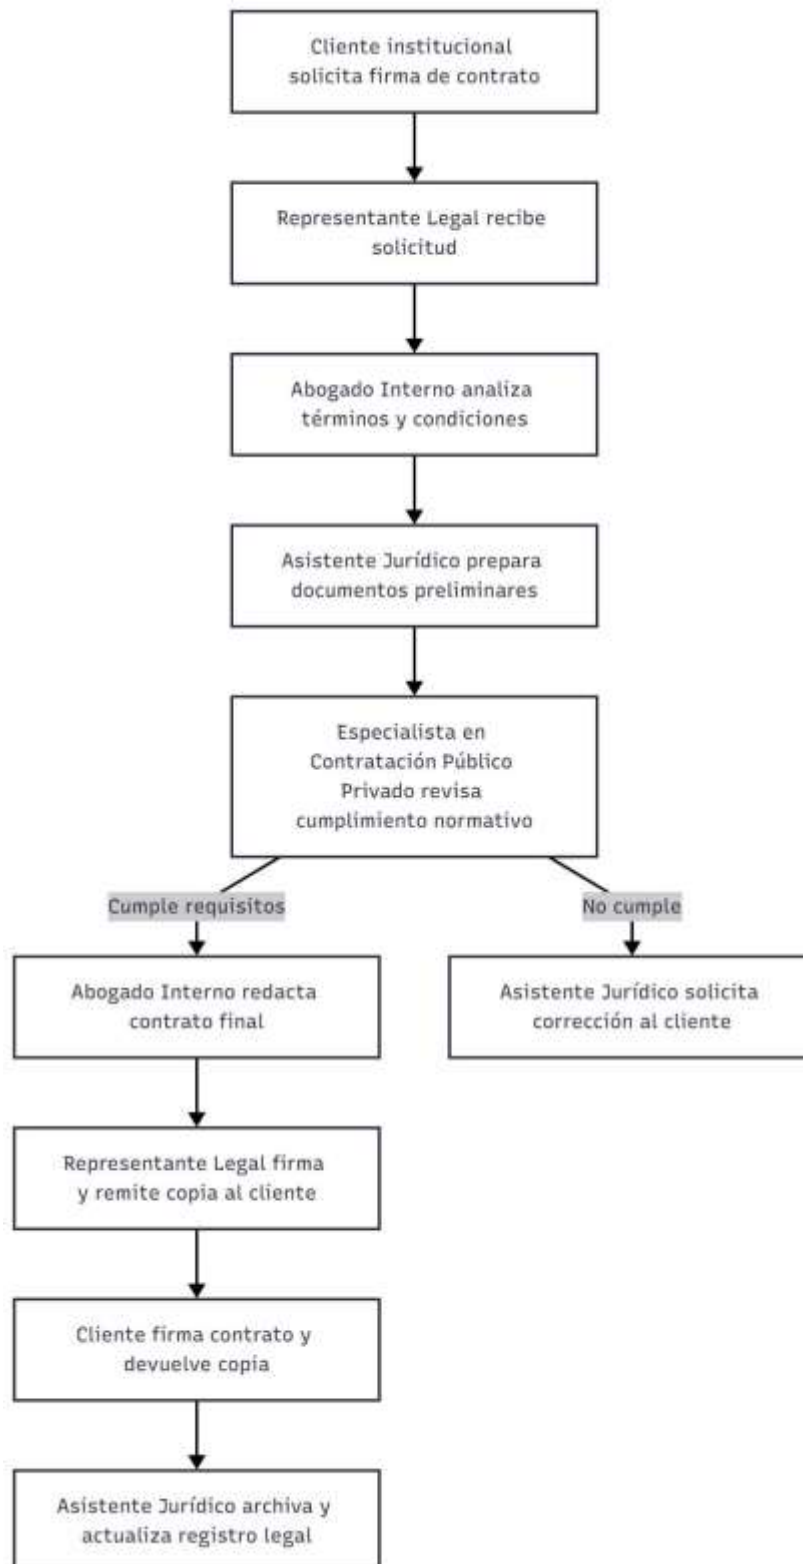 Cliente institucional
solicita firma de contrato
Representante Legal recibe
solicitud
Abogado Interno analiza
términos y condiciones
Asistente Jurídico prepara
documentos preliminares
Especialista en
Contratación Público
Privado revisa
cumplimiento normativo
Cumple requisitos
No cumple
Abogado Interno redacta
contrato final
Asistente Jurídico solicita
corrección al cliente
Representante Legal firma
y remite copia al cliente
Cliente firma contrato y
devuelve copia
Asistente Jurídico archiva y
actualiza registro legal